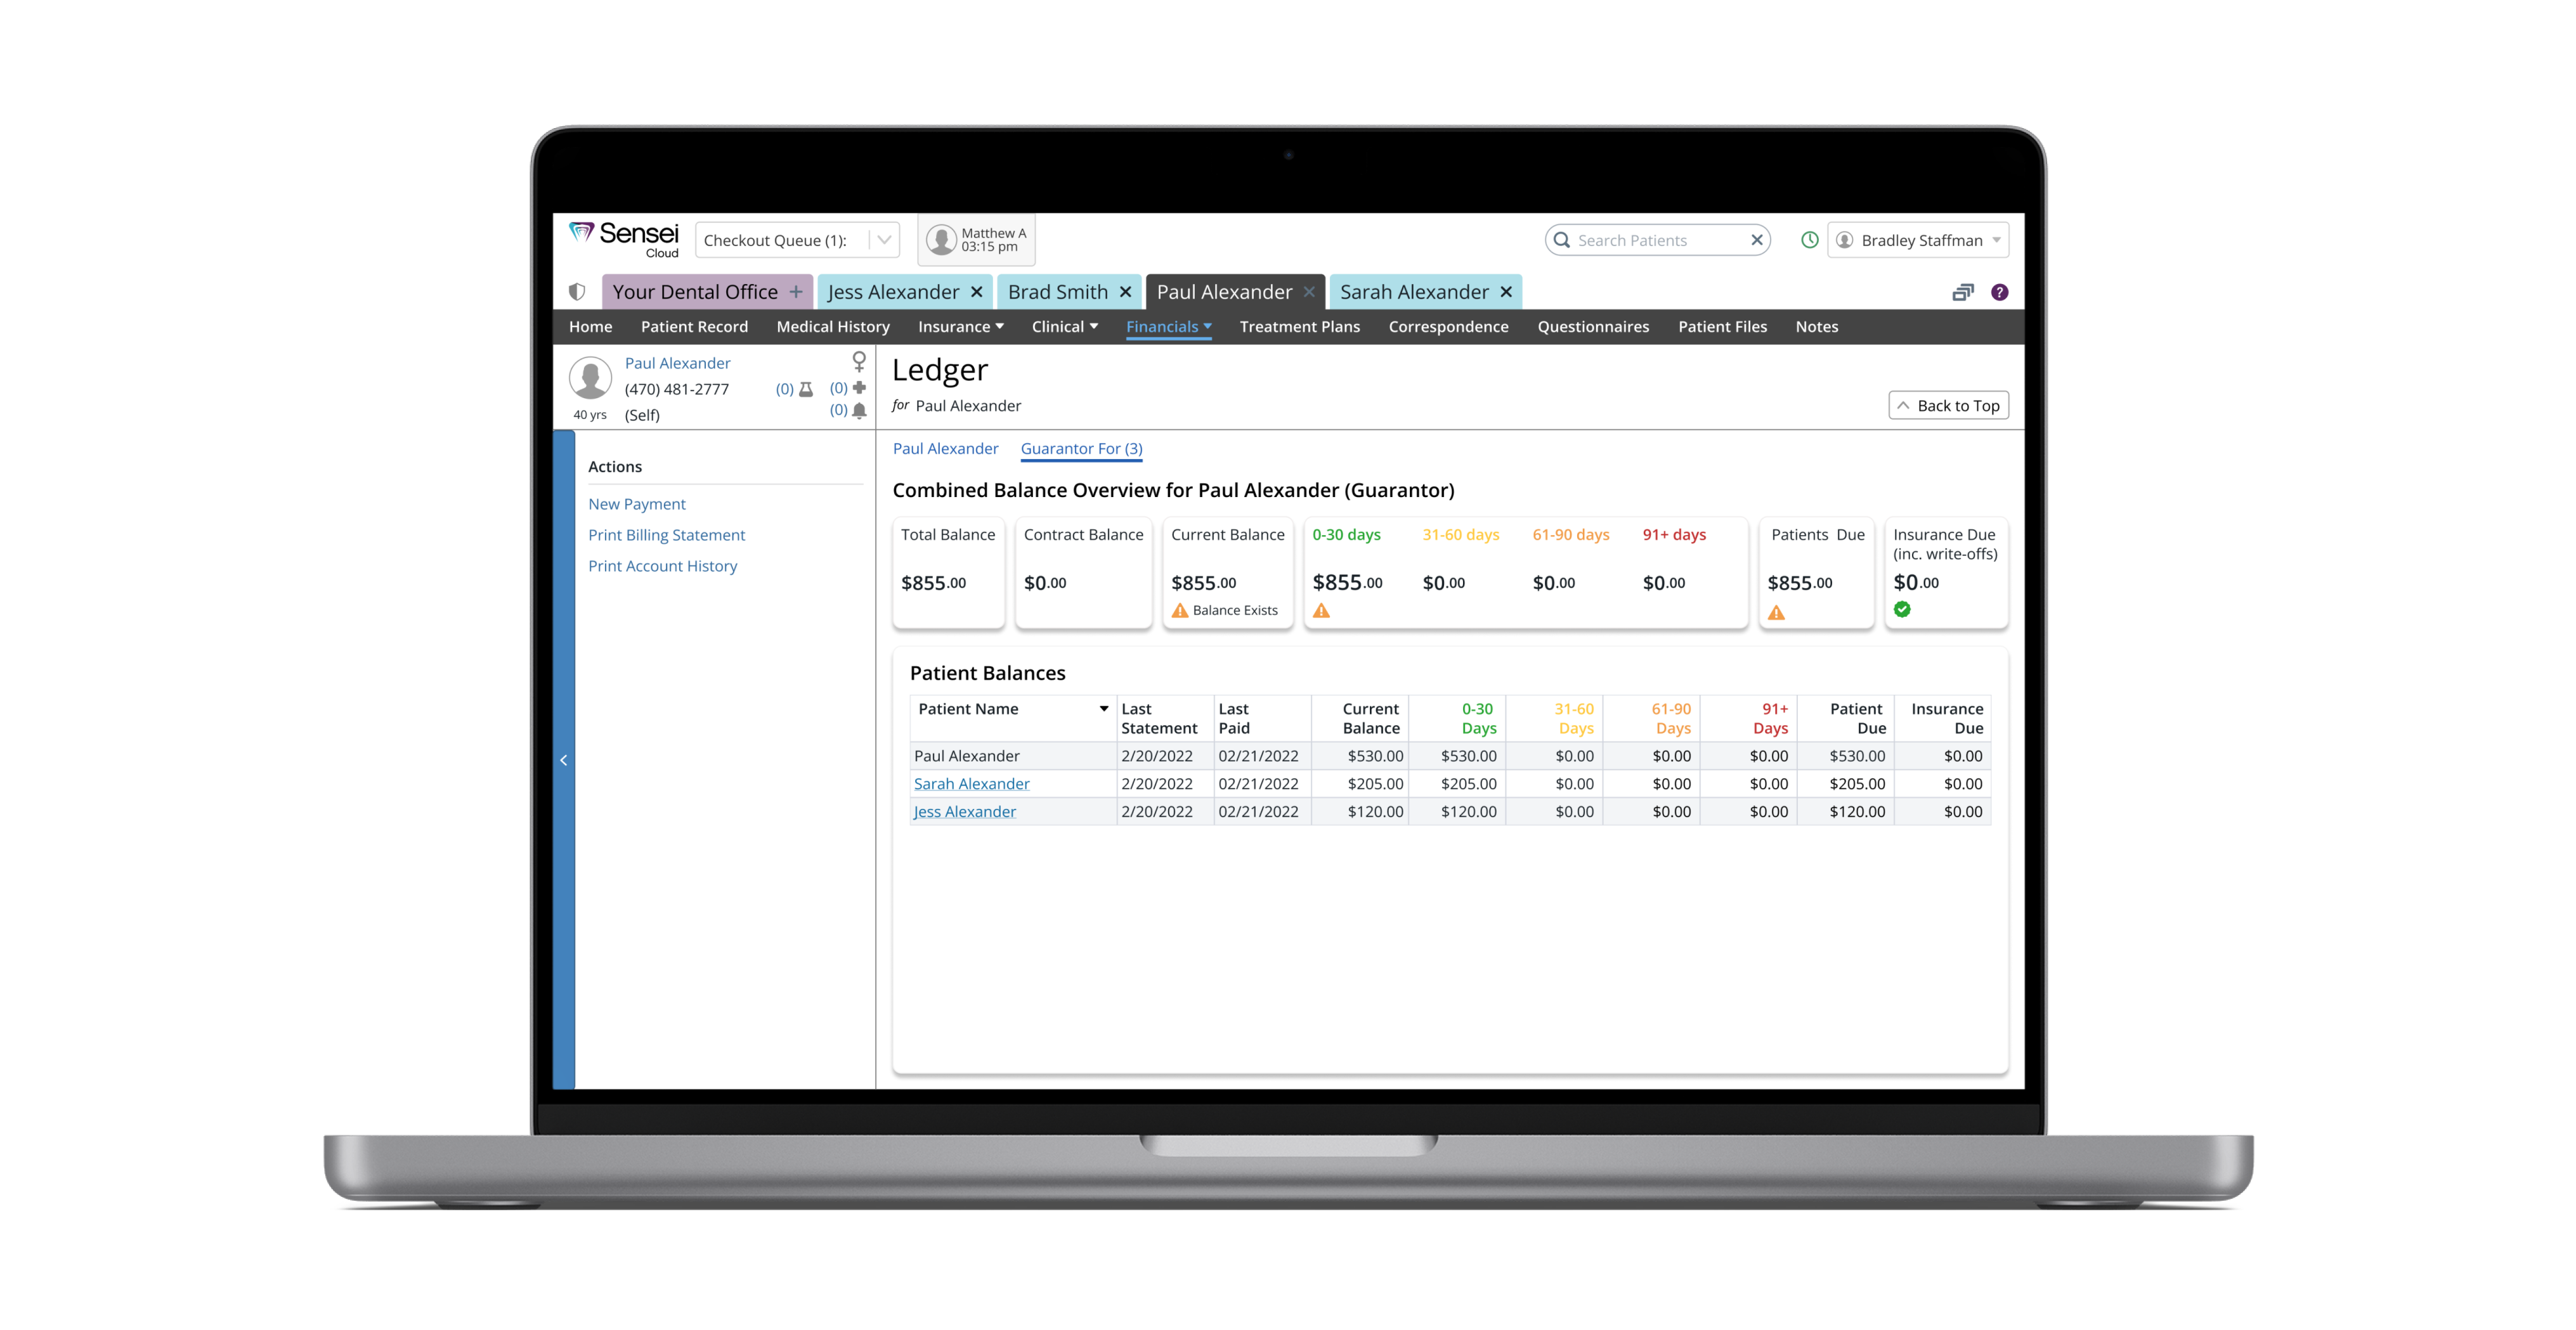 Sensei
Cloud
Checkout Queue (1):
Matthew A
03:15 pm
Search Patients
Bradley Staffman
Your Dental Office +
Jess Alexander
Brad Smith
Paul Alexander
Sarah Alexander
?
Home Patient Record Medical History Insurance Clinical Financials Treatment Plans Correspondence Questionnaires Patient Files Notes
Paul Alexander
(470) 481-2777 (0) (0)
40 yrs (Self) (0)
Ledger
for Paul Alexander
Back to Top
Actions
New Payment
Print Billing Statement
Print Account History
Paul Alexander Guarantor For (3)
Combined Balance Overview for Paul Alexander (Guarantor)
Total Balance
$855.00
Contract Balance
$0.00
Current Balance
$855.00
Balance Exists
0-30 days 31-60 days 61-90 days 91+ days
$855.00 $0.00 $0.00 $0.00
Patients Due
$855.00
Insurance Due
(inc. write-offs)
$0.00
Patient Balances
Patient Name Last Last Current 0-30 31-60 61-90 91+ Patient Insurance
Statement Paid Balance Days Days Days Days Due Due
Paul Alexander 2/20/2022 02/21/2022 $530.00 $530.00 $0.00 $0.00 $0.00 $530.00 $0.00
Sarah Alexander 2/20/2022 02/21/2022 $205.00 $205.00 $0.00 $0.00 $0.00 $205.00 $0.00
Jess Alexander 2/20/2022 02/21/2022 $120.00 $120.00 $0.00 $0.00 $0.00 $120.00 $0.00